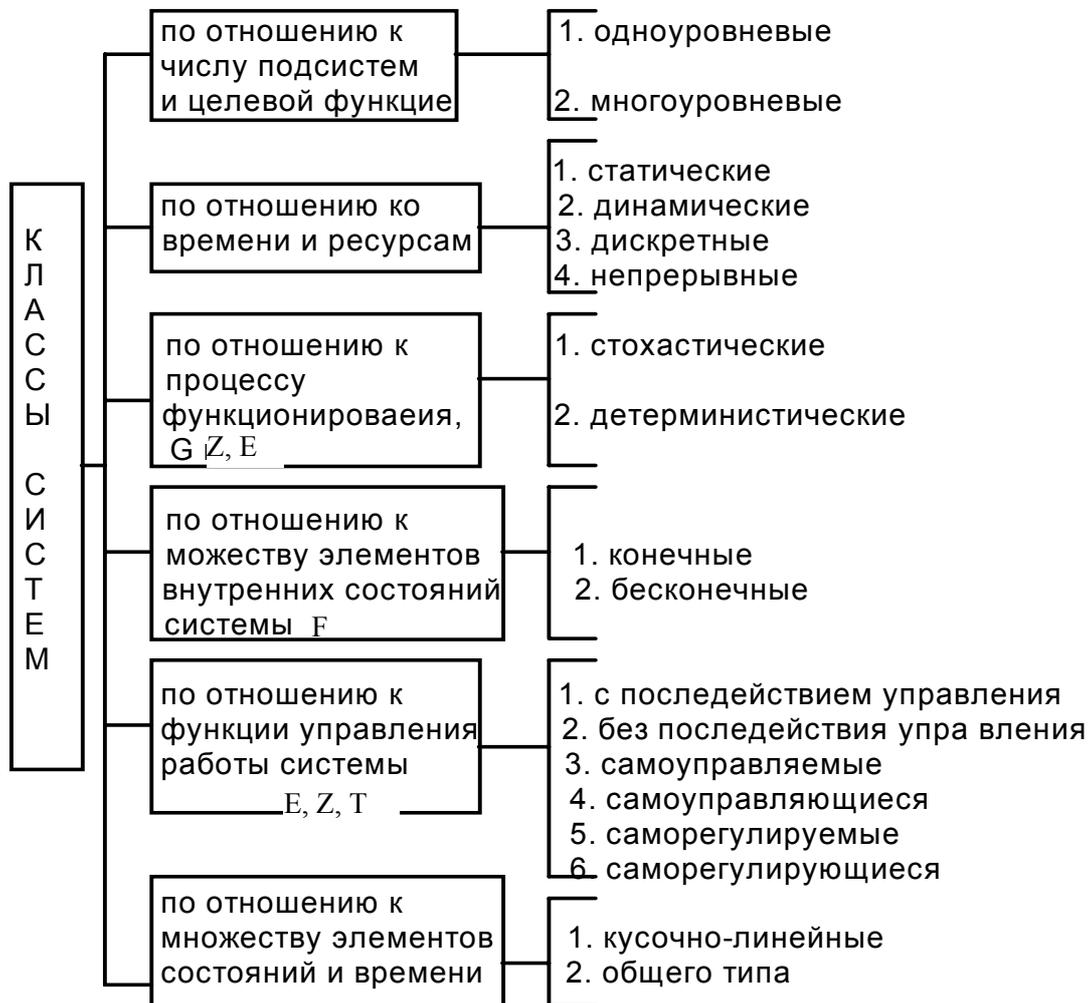 КЛАССЫ СИСТЕМ
по отношению к
числу подсистем
и целевой функцие
1. одноуровневые
2. многоуровневые
по отношению ко
времени и ресурсам
1. статические
2. динамические
3. дискретные
4. непрерывные
по отношению к
процессу
функционироваеия,
G Z, E
1. стохастические
2. детерминистические
по отношению к
можеству элементов
внутренних состояний
системы F
1. конечные
2. бесконечные
по отношению к
функции управления
работы системы
E, Z, T
1. с последействием управления
2. без последействия упра вления
3. самоуправляемые
4. самоуправляющиеся
5. саморегулируемые
6. саморегулирующиеся
по отношению к
множеству элементов
состояний и времени
1. кусочно-линейные
2. общего типа